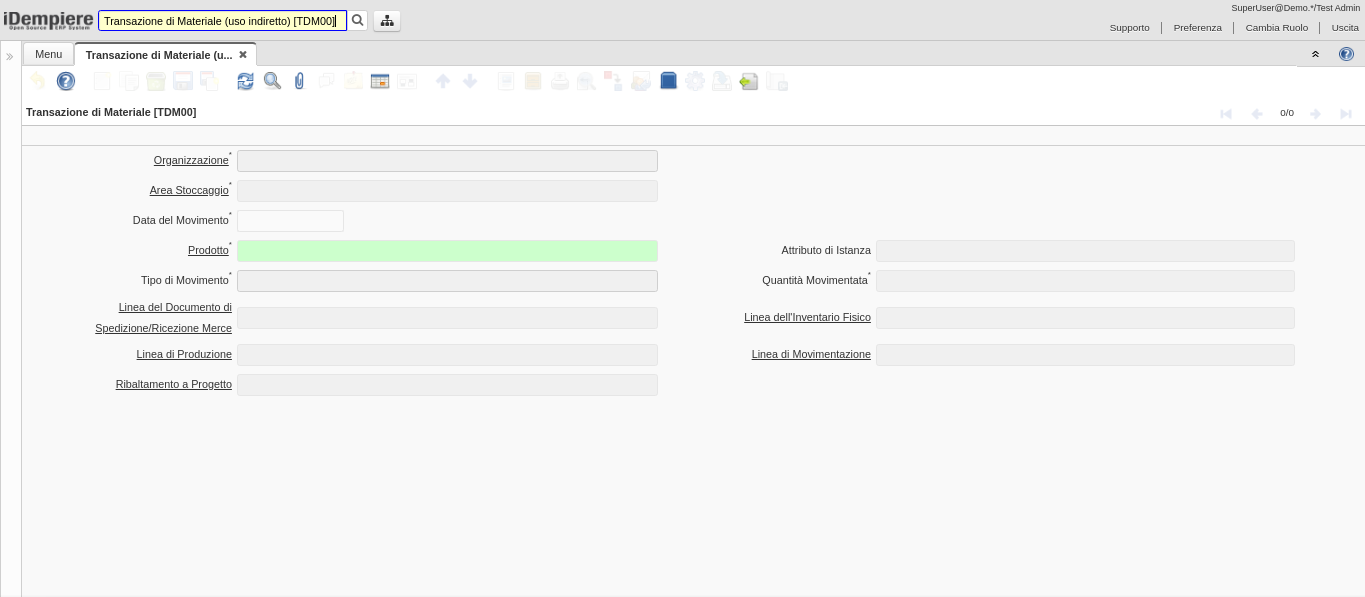 SuperUser@Demo.*/Test Admin
iDempiere
Open Source ERP System
Transazione di Materiale (uso indiretto) [TDM00]
Supporto
Preferenza
Cambia Ruolo
Uscita
Menu
Transazione di Materiale (u...
Transazione di Materiale [TDM00]
0/0
Organizzazione*
Area Stoccaggio*
Data del Movimento*
Prodotto*
Attributo di Istanza
Tipo di Movimento*
Quantità Movimentata*
Linea del Documento di
Spedizione/Ricezione Merce
Linea dell'Inventario Fisico
Linea di Produzione
Linea di Movimentazione
Ribaltamento a Progetto